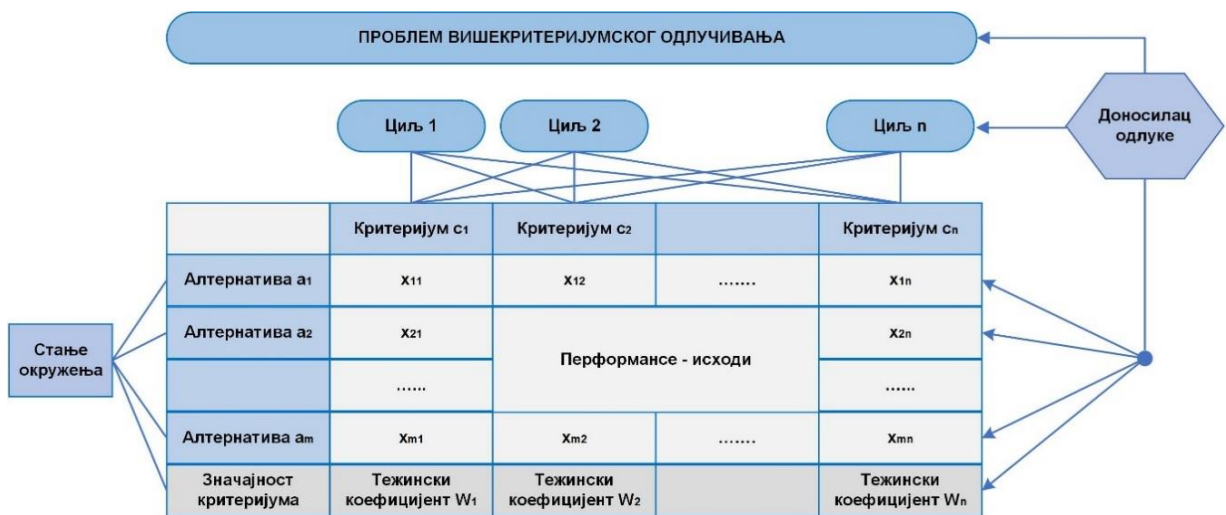 ПРОБЛЕМ ВИШЕКРИТЕРИЈУМСКОГ ОДЛУЧИВАЊА
Циљ 1
Циљ 2
Циљ n
Доносилац
одлуке
Критеријум c1
Критеријум c2
Критеријум cn
Алтернатива a1
x11
x12
.......
x1n
Алтернатива a2
x21
Перформансе - исходи
x2n
......
......
Стање
окружења
Алтернатива am
xm1
xm2
.......
xmn
Значајност
критеријума
Тежински
коефицијент W1
Тежински
коефицијент W2
Тежински
коефицијент Wn